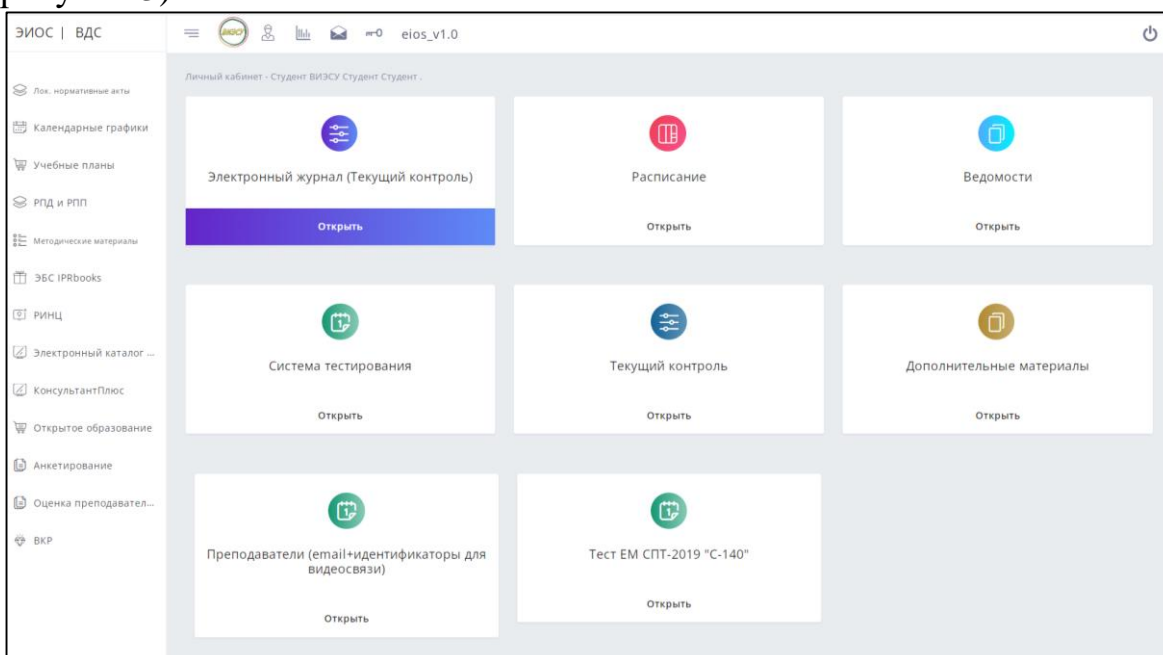 ЭИОС | ВДС
eios_v1.0
Личный кабинет - Студент ВИЭСУ Студент Студент .
Лок. нормативные акты
Календарные графики
Учебные планы
РПД и РПП
Методические материалы
ЭБС IPRbooks
РИНЦ
Электронный каталог ...
КонсультантПлюс
Открытое образование
Анкетирование
Оценка преподавател...
ВКР
Электронный журнал (Текущий контроль)
Открыть
Расписание
Открыть
Ведомости
Открыть
Система тестирования
Открыть
Текущий контроль
Открыть
Дополнительные материалы
Открыть
Преподаватели (email+идентификаторы для
видеосвязи)
Открыть
Тест ЕМ СПТ-2019 "С-140"
Открыть